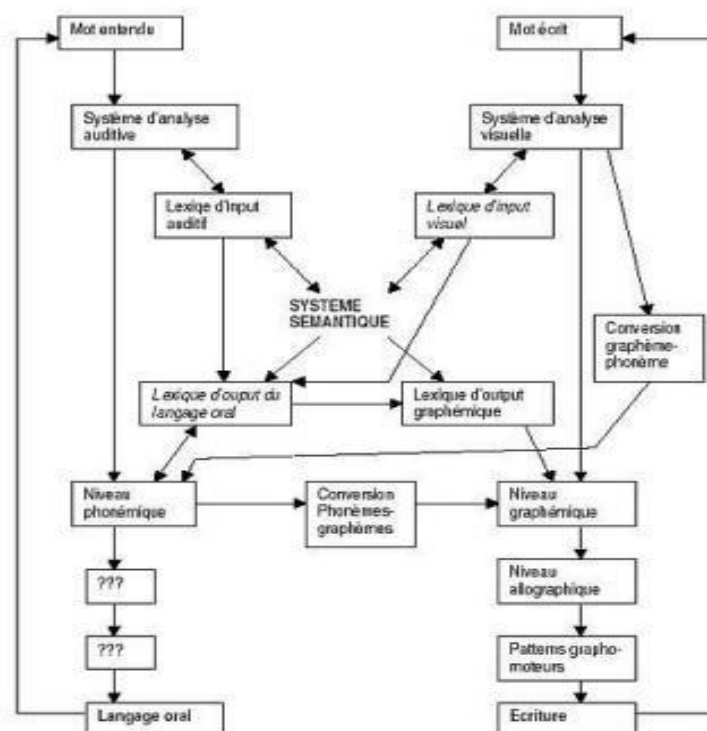 Mot entendu
Mot écrit
Système d'analyse
auditive
Système d'analyse
visuelle
Lexiqe d'input
auditif
Lexique d'input
visuel
SYSTEME
SEMANTIQUE
Conversion
graphème-
phonème
Lexique d'ouput du
langage oral
Lexique d'output
graphémique
Niveau
phonémique
Conversion
Phonèmes-
graphèmes
Niveau
graphémique
???
Niveau
allographique
???
Patterns grapho-
moteurs
Langage oral
Ecriture